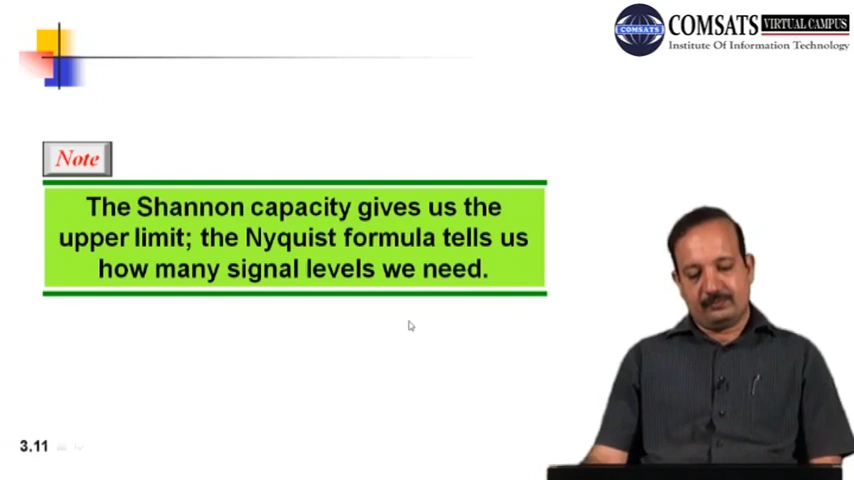 COMSATS VIRTUAL CAMPUS
Institute Of Information Technology
COMSATS
Note
The Shannon capacity gives us the
upper limit; the Nyquist formula tells us
how many signal levels we need.
3.11